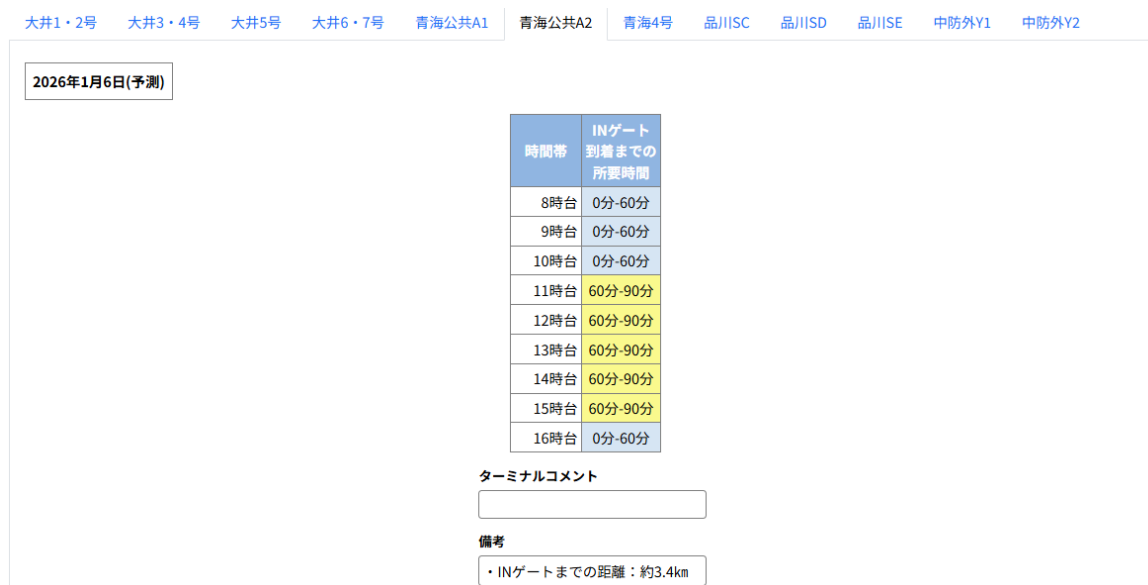 大井1・2号 大井3・4号 大井5号 大井6・7号 青海公共A1 青海公共A2 青海4号 品川SC 品川SD 品川SE 中防外Y1 中防外Y2
2026年1月6日(予測)
時間帯 INゲート
到着までの
所要時間
8時台 0分-60分
9時台 0分-60分
10時台 0分-60分
11時台 60分-90分
12時台 60分-90分
13時台 60分-90分
14時台 60分-90分
15時台 60分-90分
16時台 0分-60分
ターミナルコメント
備考
・INゲートまでの距離：約3.4㎞